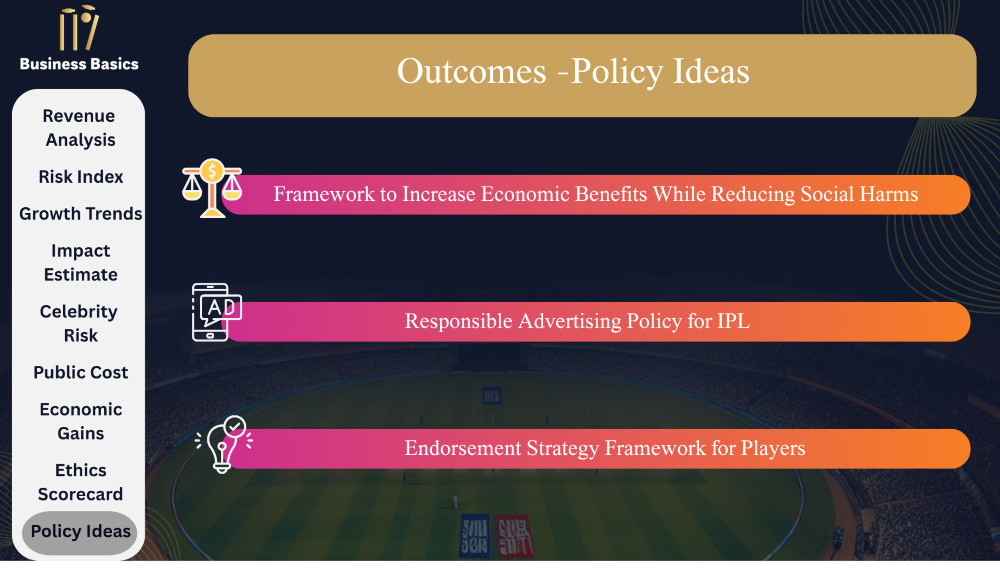 Business Basics
Revenue
Analysis
Risk Index
Growth Trends
Impact
Estimate
Celebrity
Risk
Public Cost
Economic
Gains
Ethics
Scorecard
Policy Ideas
Outcomes -Policy Ideas
$
Framework to Increase Economic Benefits While Reducing Social Harms
AD
Responsible Advertising Policy for IPL
Endorsement Strategy Framework for Players